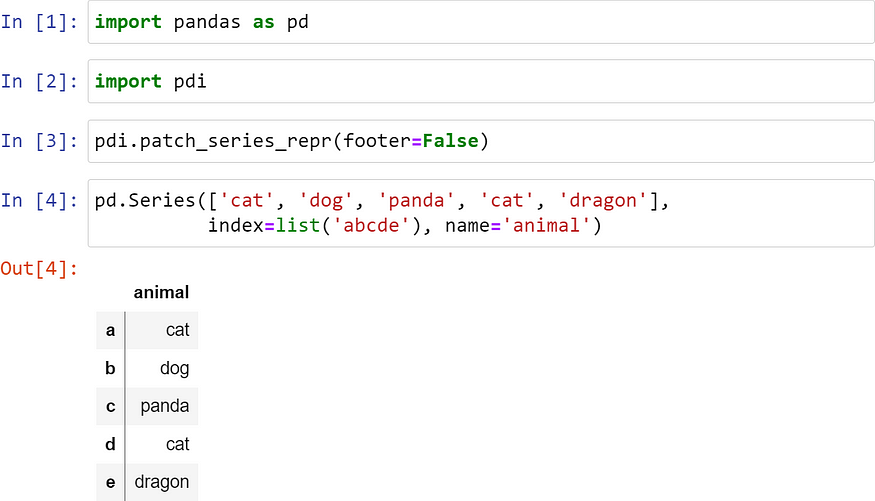 In [1]: import pandas as pd
In [2]: import pdi
In [3]: pdi.patch_series_repr(footer=False)
In [4]: pd.Series(['cat', 'dog', 'panda', 'cat', 'dragon'],
index=list('abcde'), name='animal')
Out[4]:
animal
a cat
b dog
c panda
d cat
e dragon